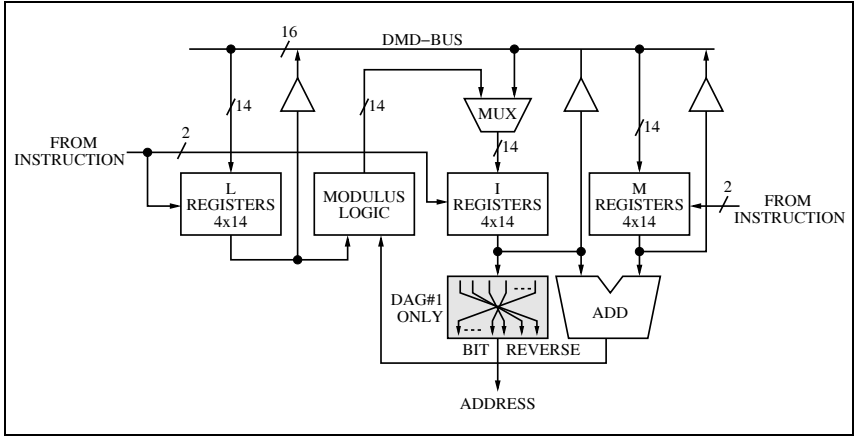 16
DMD-BUS
14
14
MUX
14
14
FROM
INSTRUCTION
2
L
REGISTERS
4x14
MODULUS
LOGIC
I
REGISTERS
4x14
M
REGISTERS
4x14
2
FROM
INSTRUCTION
DAG#1
ONLY
ADD
BIT REVERSE
ADDRESS